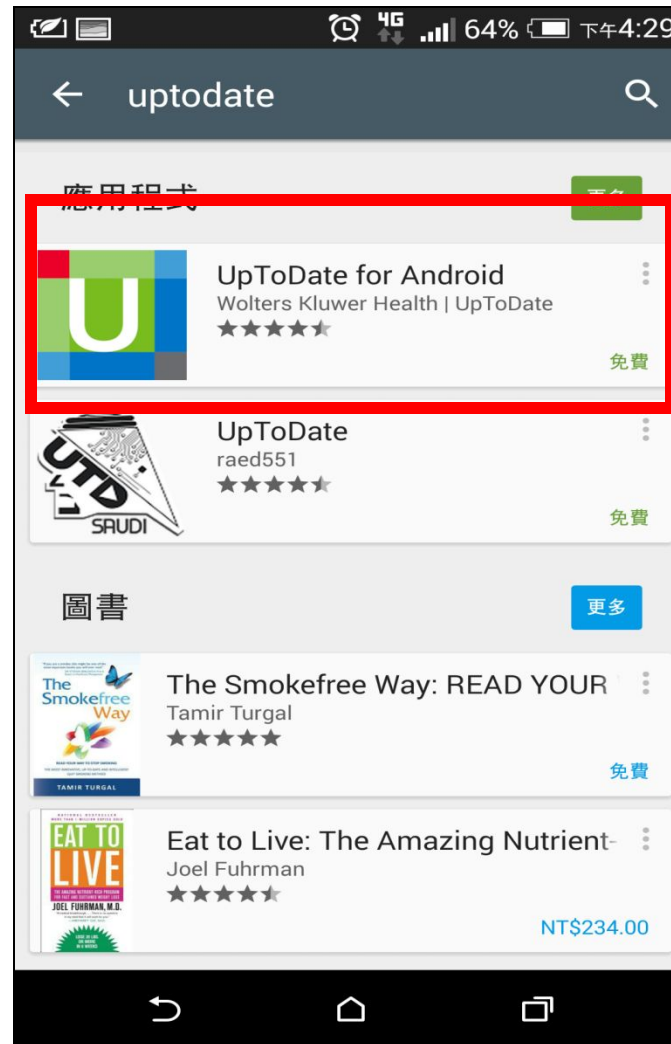 4G 64% 下午4:29
uptodate
應用程式
更多
UpToDate for Android
Wolters Kluwer Health | UpToDate
免費
U
UpToDate
raed551
免費
UTD
V1
SAUDI
圖書
更多
The Smokefree Way: READ YOUR
Tamir Turgal
免費
The
Smokefree
Way
TAMIR TURGAL
Eat to Live: The Amazing Nutrient-
Joel Fuhrman
NT$234.00
EAT TO
LIVE
JOEL FUHRMAN, M.D.